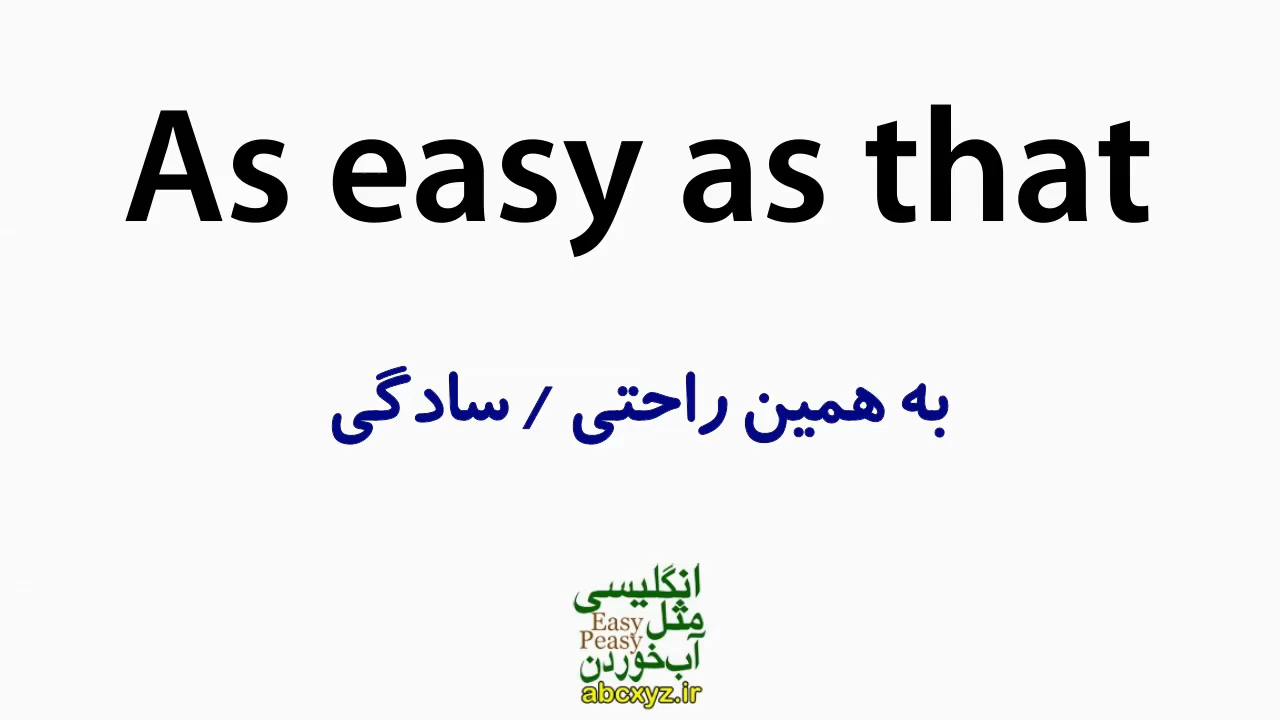 As easy as that
به همین راحتی / سادگی
انگلیسی
مثل Easy
Peasy
آب‌خوردن
abcxyz.ir